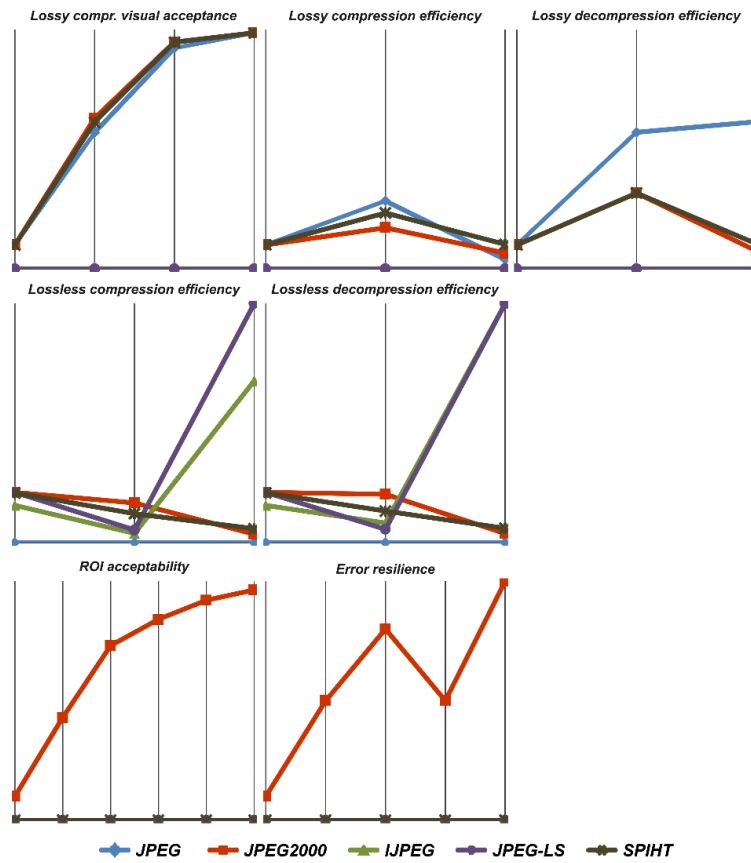 Lossy compr. visual acceptance
Lossy compression efficiency
Lossy decompression efficiency
Lossless compression efficiency
Lossless decompression efficiency
ROI acceptability
Error resilience
JPEG
JPEG2000
lJPEG
JPEG-LS
SPIHT